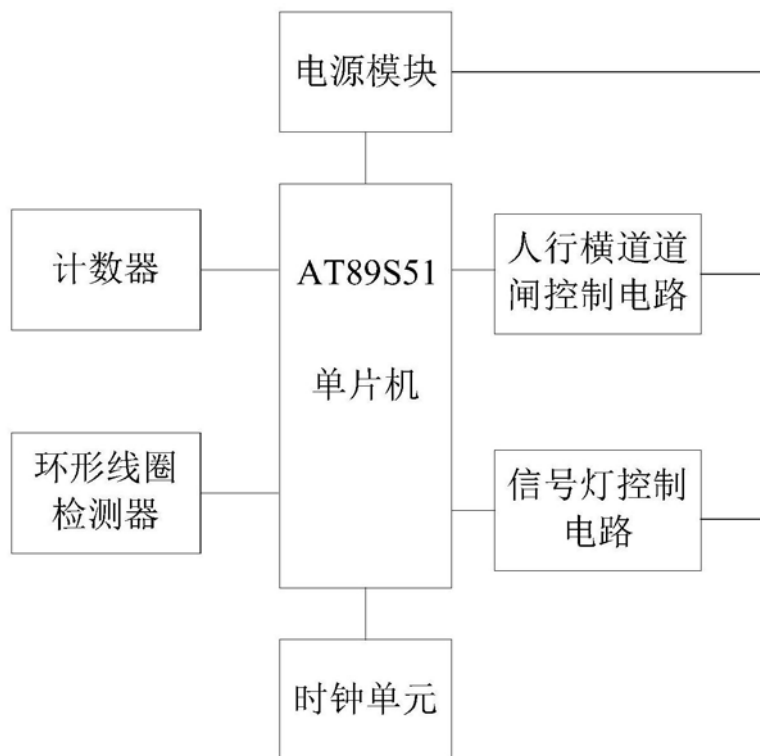 电源模块
计数器
AT89S51
单片机
人行横道道
闸控制电路
环形线圈
检测器
信号灯控制
电路
时钟单元